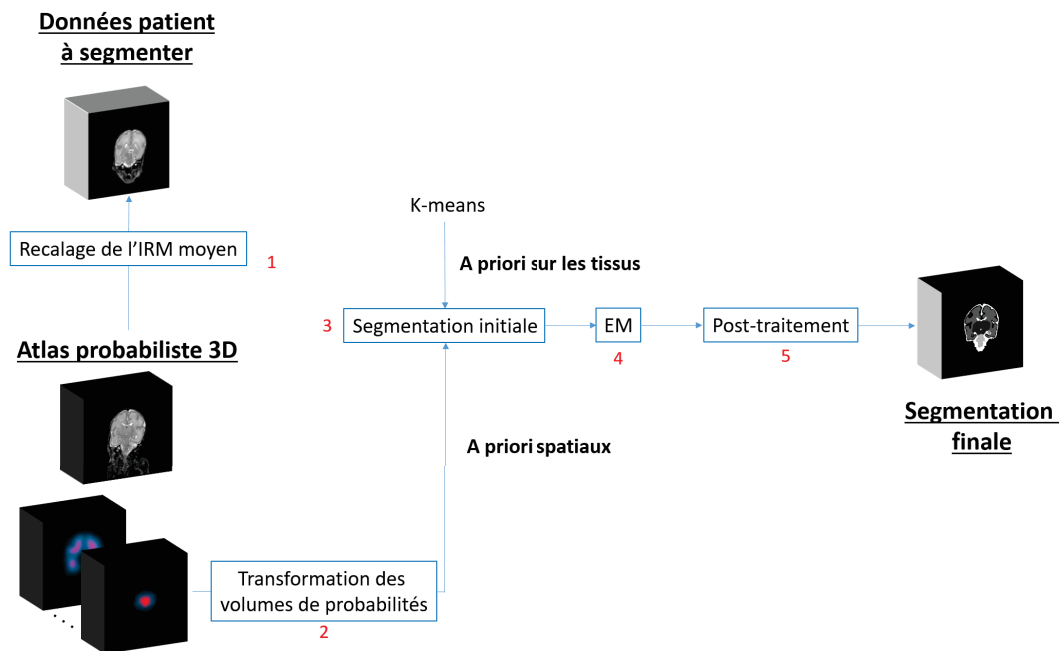 Données patient
à segmenter
Recalage de l'IRM moyen
1
Atlas probabiliste 3D
Transformation des
volumes de probabilités
2
K-means
A priori sur les tissus
3
Segmentation initiale
A priori spatiaux
EM
4
Post-traitement
5
Segmentation
finale